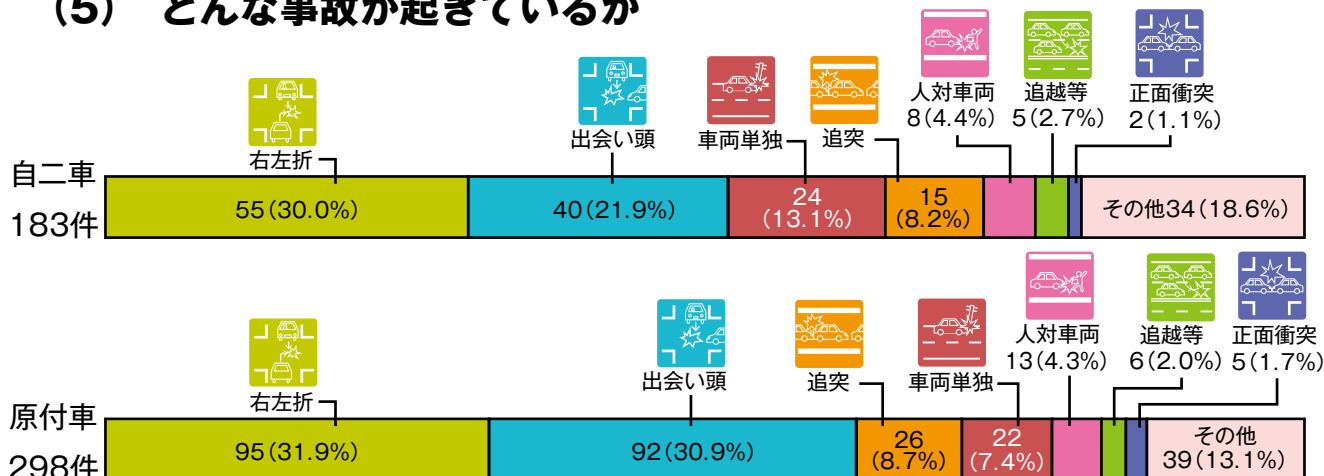 (5) どんな事故が起きているか
人対車両
8(4.4%)
追越等
5(2.7%)
正面衝突
2(1.1%)
右左折
出会い頭
車両単独
追突
自二車
183件
55(30.0%)
40(21.9%)
24
(13.1%)
15
(8.2%)
その他34(18.6%)
人対車両
13(4.3%)
追越等
6(2.0%)
正面衝突
5(1.7%)
右左折
出会い頭
追突
車両単独
原付車
298件
95(31.9%)
92(30.9%)
26
(8.7%)
22
(7.4%)
その他
39(13.1%)